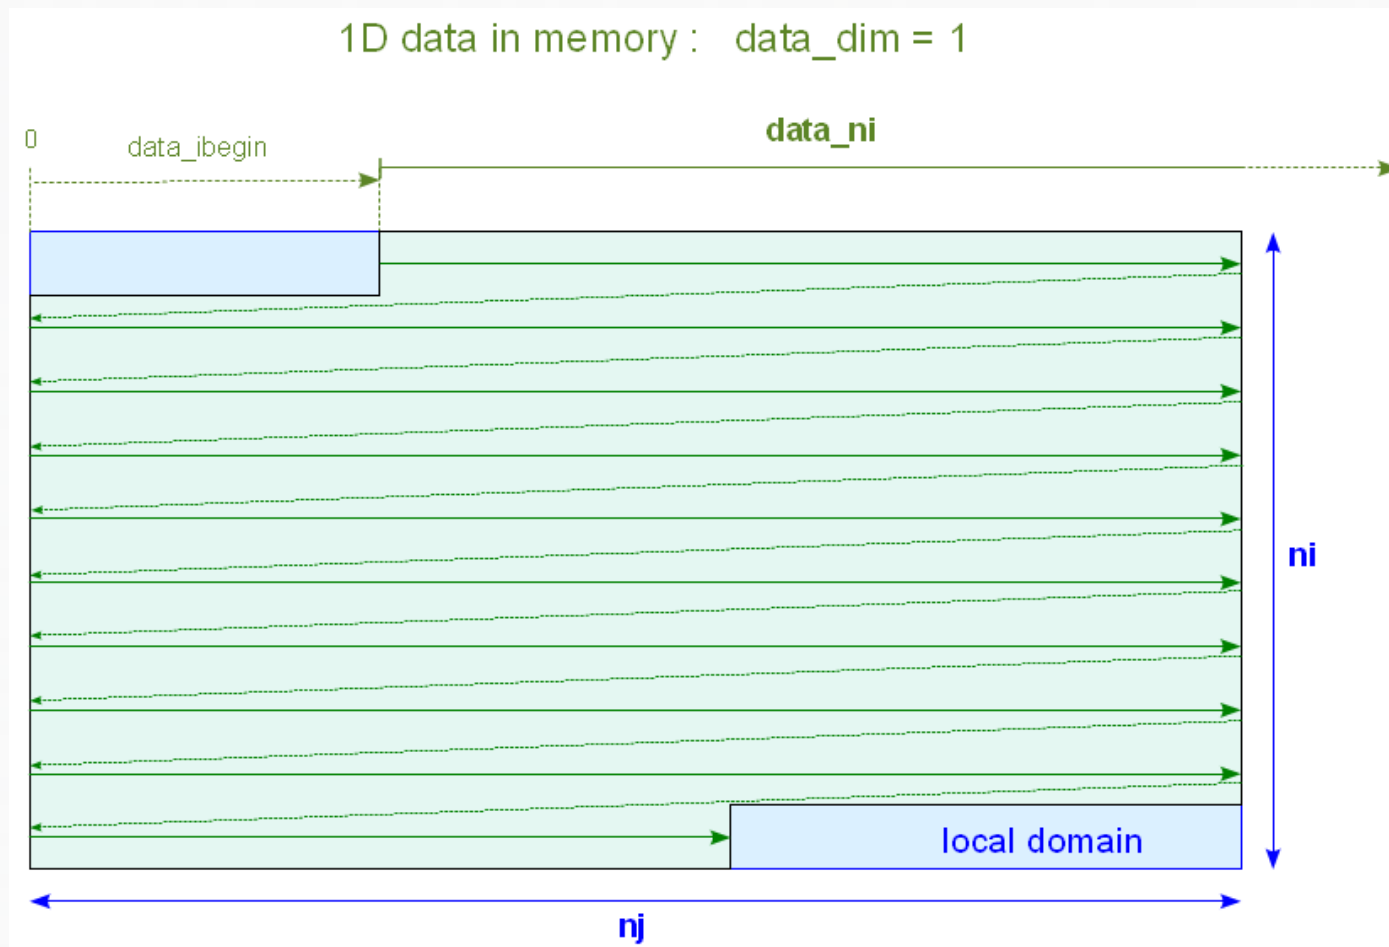 1D data in memory : data_dim = 1
data_ni
0
data_ibegin
ni
local domain
nj